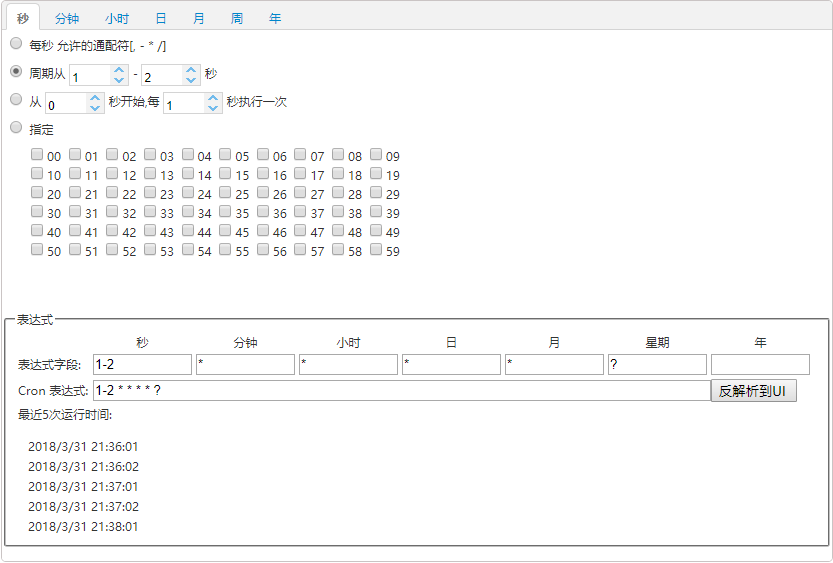 秒 分钟 小时 日 月 周 年
每秒 允许的通配符[, - * /]
周期从 1 - 2 秒
从 0 秒开始,每 1 秒执行一次
指定
00 01 02 03 04 05 06 07 08 09
10 11 12 13 14 15 16 17 18 19
20 21 22 23 24 25 26 27 28 29
30 31 32 33 34 35 36 37 38 39
40 41 42 43 44 45 46 47 48 49
50 51 52 53 54 55 56 57 58 59
表达式
秒 分钟 小时 日 月 星期 年
表达式字段: 1-2 * * * * ?
Cron 表达式: 1-2 * * * * ? 反解析到UI
最近5次运行时间:
2018/3/31 21:36:01
2018/3/31 21:36:02
2018/3/31 21:37:01
2018/3/31 21:37:02
2018/3/31 21:38:01